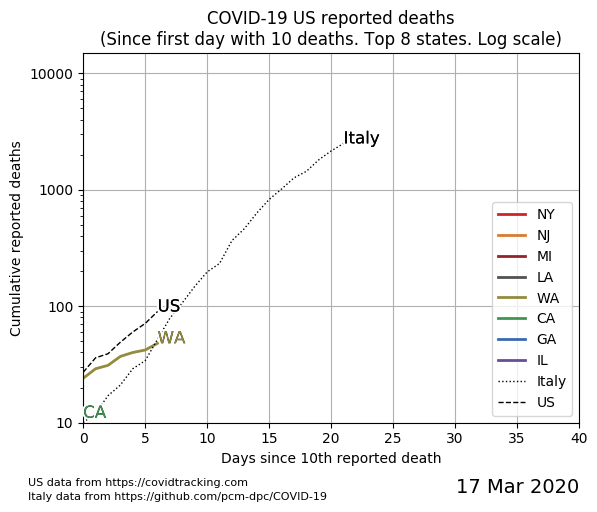 COVID-19 US reported deaths
(Since first day with 10 deaths. Top 8 states. Log scale)
Cumulative reported deaths
10000
1000
100
10
Italy
US
WA
CA
NY
NJ
MI
LA
WA
CA
GA
IL
Italy
US
0 5 10 15 20 25 30 35 40
Days since 10th reported death
US data from https://covidtracking.com
Italy data from https://github.com/pcm-dpc/COVID-19
17 Mar 2020